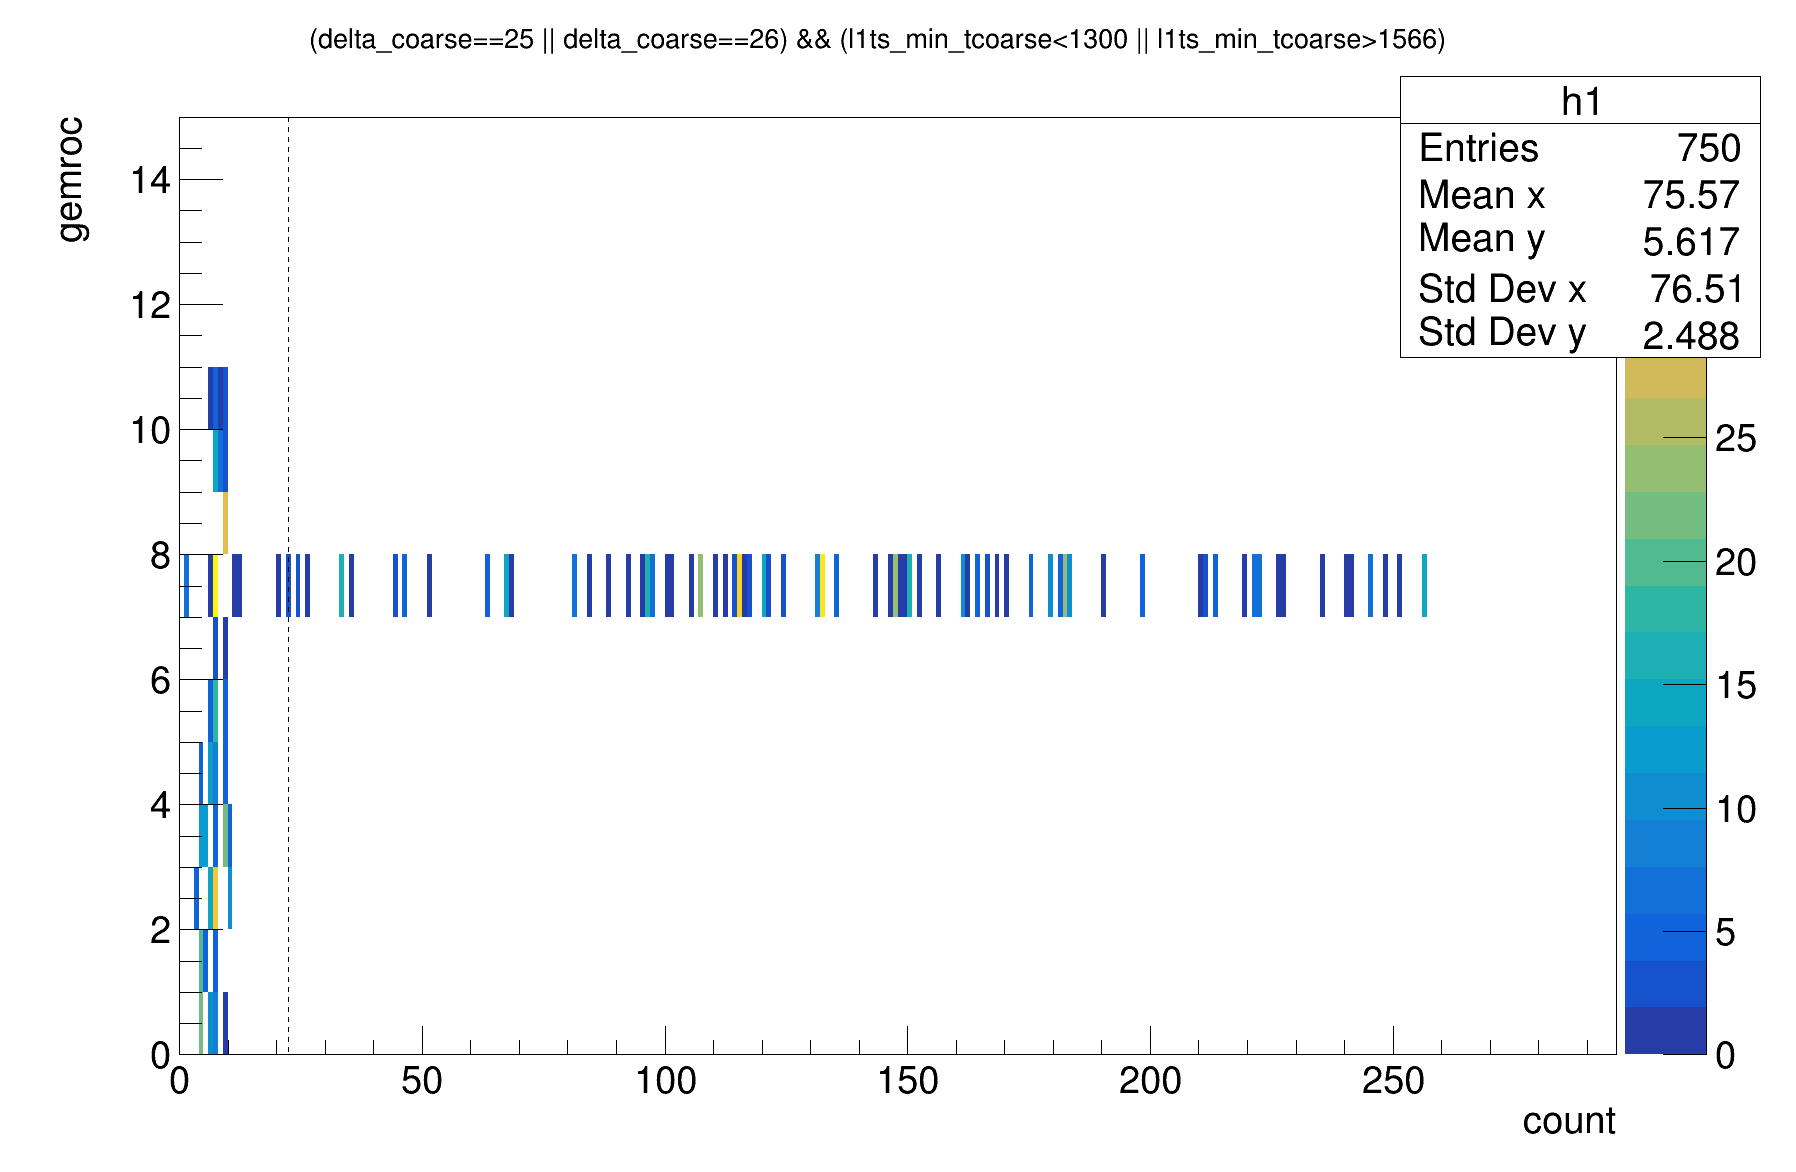 (delta_coarse==25 || delta_coarse==26) && (l1ts_min_tcoarse<1300 || l1ts_min_tcoarse>1566)
h1
Entries 750
Mean x 75.57
Mean y 5.617
Std Dev x 76.51
Std Dev y 2.488
gemroc
14
12
10
8
6
4
2
0
25
20
15
10
5
0
0 50 100 150 200 250
count